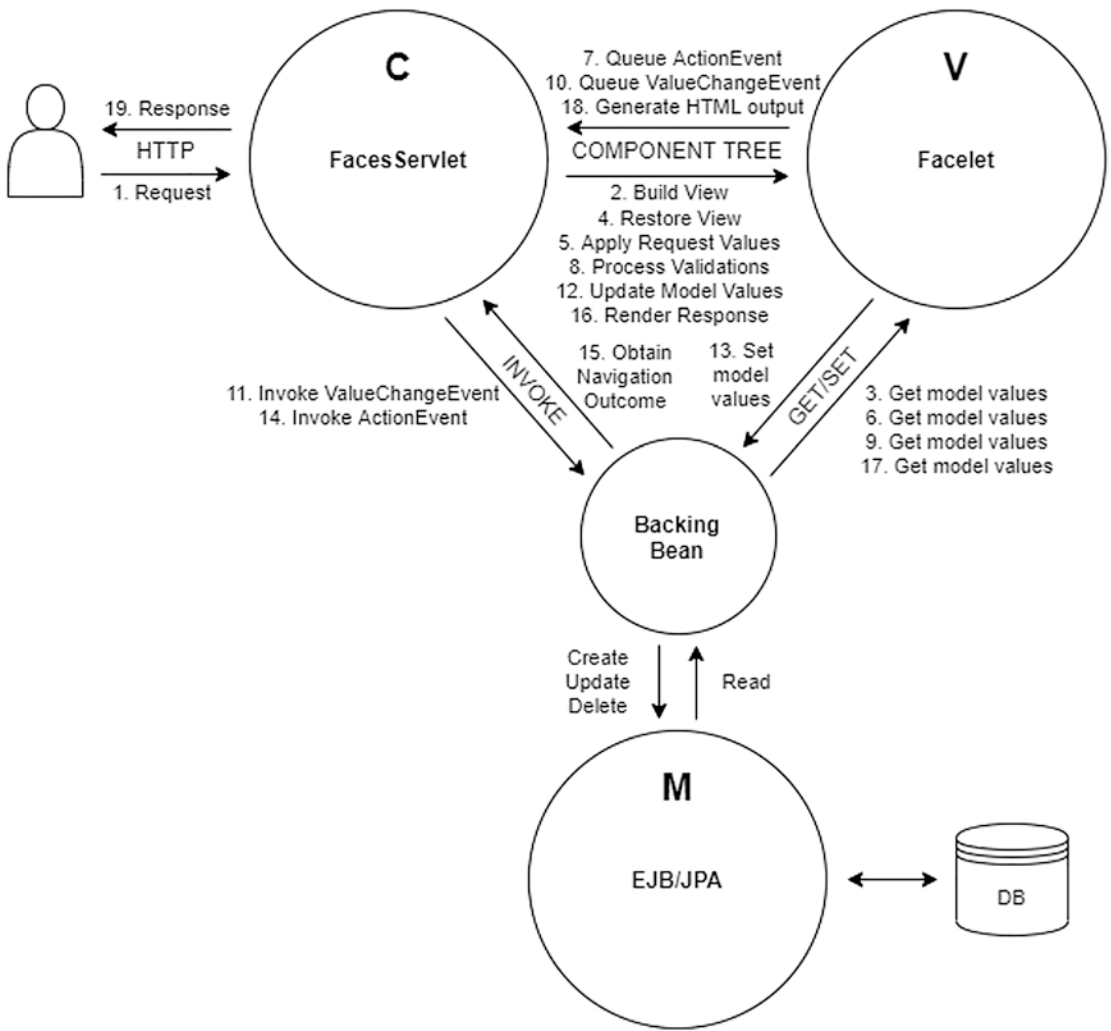 C
V
7. Queue ActionEvent
10. Queue ValueChangeEvent
18. Generate HTML output
19. Response
HTTP
1. Request
FacesServlet
COMPONENT TREE
Facelet
2. Build View
4. Restore View
5. Apply Request Values
8. Process Validations
12. Update Model Values
16. Render Response
11. Invoke ValueChangeEvent
14. Invoke ActionEvent
INVOKE
15. Obtain
Navigation
Outcome
13. Set
model
values
GET/SET
3. Get model values
6. Get model values
9. Get model values
17. Get model values
Backing
Bean
Create
Update
Delete
Read
M
EJB/JPA
DB